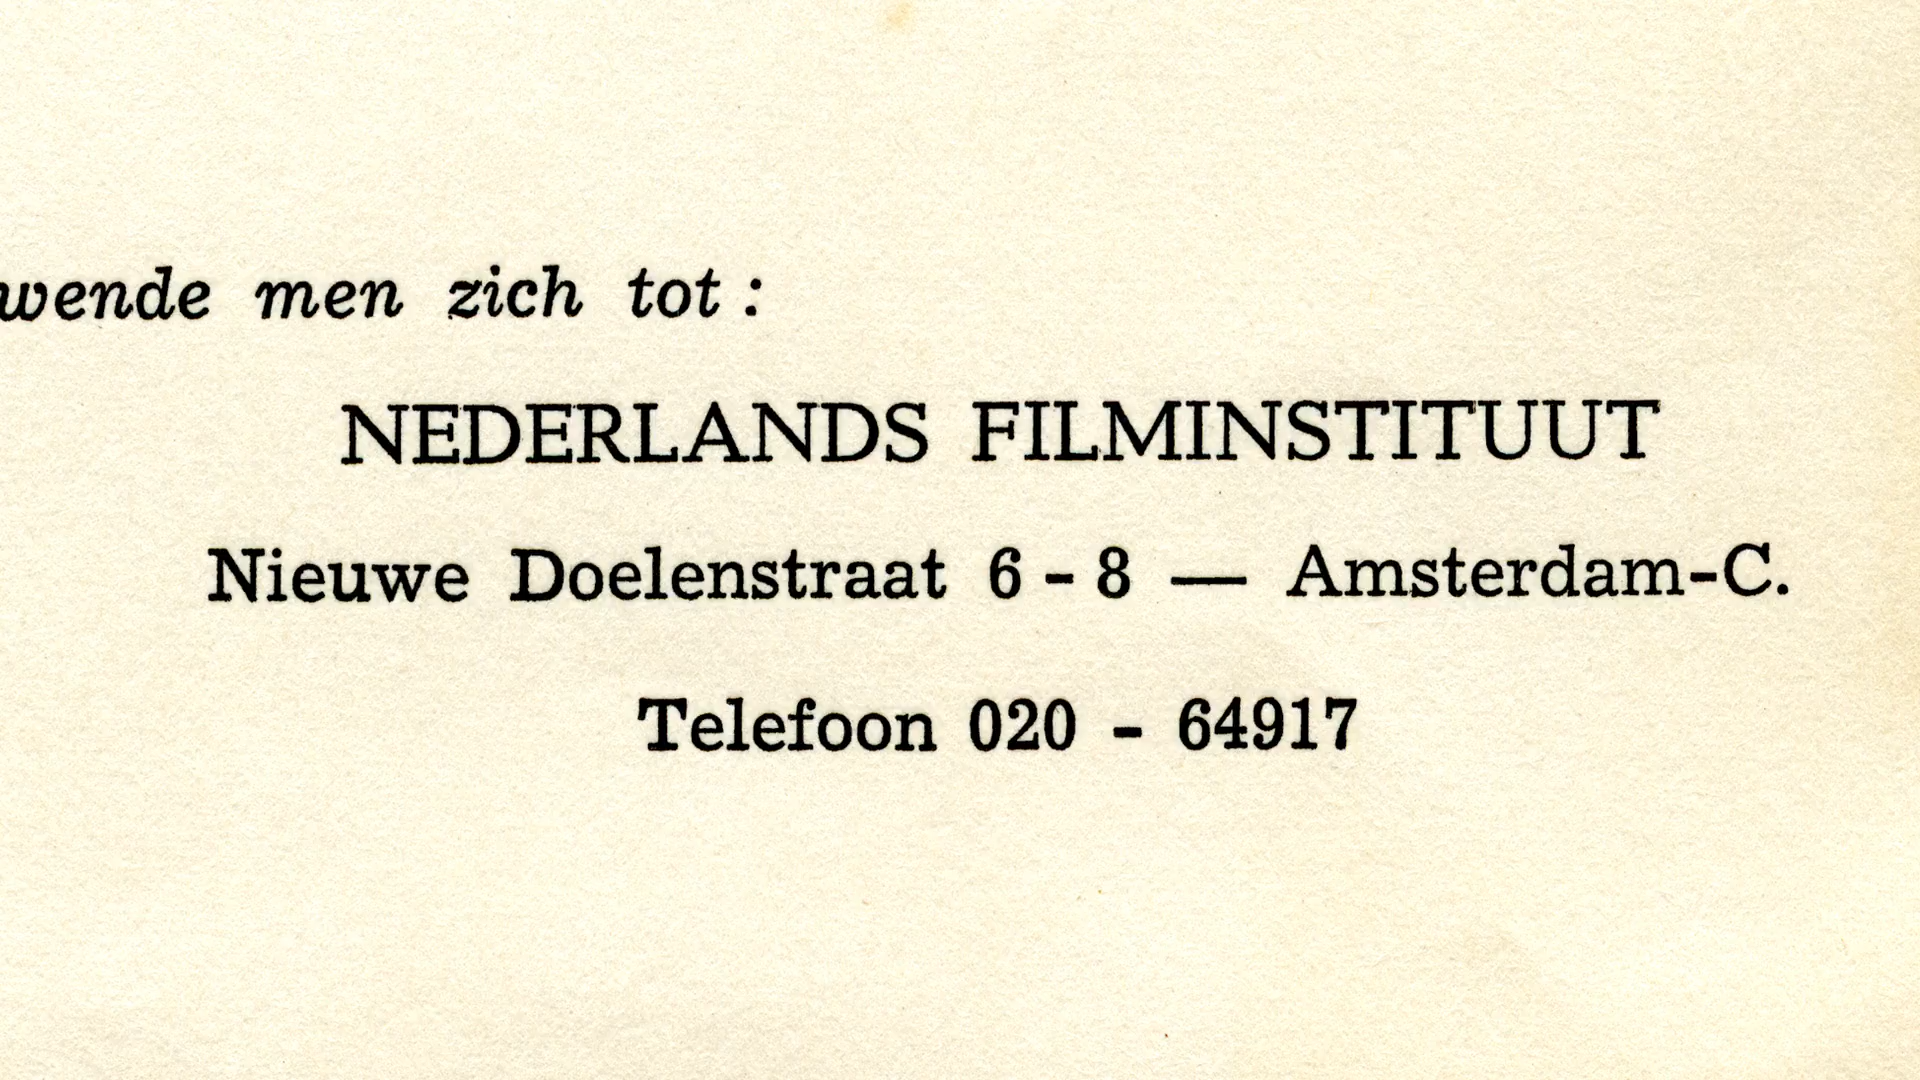 wende men zich tot :
NEDERLANDS FILMINSTITUUT
Nieuwe Doelenstraat 6 - 8 — Amsterdam-C.
Telefoon 020 - 64917